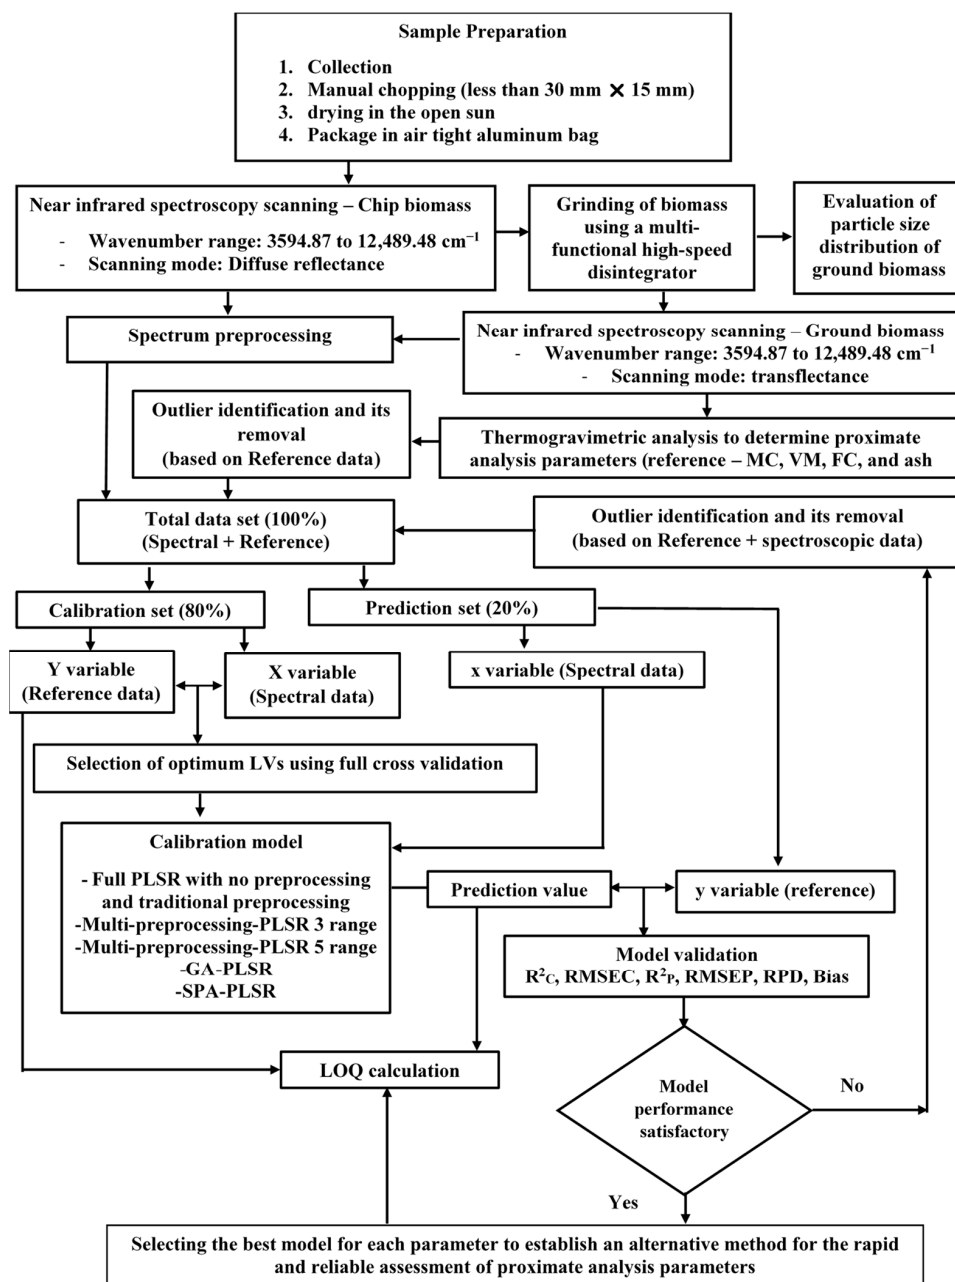 Sample Preparation
1. Collection
2. Manual chopping (less than 30 mm ✕ 15 mm)
3. drying in the open sun
4. Package in air tight aluminum bag
Near infrared spectroscopy scanning – Chip biomass
- Wavenumber range: 3594.87 to 12,489.48 cm⁻¹
- Scanning mode: Diffuse reflectance
Grinding of biomass
using a multi-
functional high-speed
disintegrator
Evaluation of
particle size
distribution of
ground biomass
Spectrum preprocessing
Near infrared spectroscopy scanning – Ground biomass
- Wavenumber range: 3594.87 to 12,489.48 cm⁻¹
- Scanning mode: transflectance
Outlier identification and its
removal
(based on Reference data)
Thermogravimetric analysis to determine proximate
analysis parameters (reference – MC, VM, FC, and ash
Total data set (100%)
(Spectral + Reference)
Outlier identification and its removal
(based on Reference + spectroscopic data)
Calibration set (80%)
Prediction set (20%)
Y variable
(Reference data)
X variable
(Spectral data)
x variable (Spectral data)
Selection of optimum LVs using full cross validation
Calibration model
- Full PLSR with no preprocessing
and traditional preprocessing
-Multi-preprocessing-PLSR 3 range
-Multi-preprocessing-PLSR 5 range
-GA-PLSR
-SPA-PLSR
Prediction value
y variable (reference)
Model validation
R²C, RMSEC, R²P, RMSEP, RPD, Bias
LOQ calculation
Model
performance
satisfactory
No
Yes
Selecting the best model for each parameter to establish an alternative method for the rapid
and reliable assessment of proximate analysis parameters